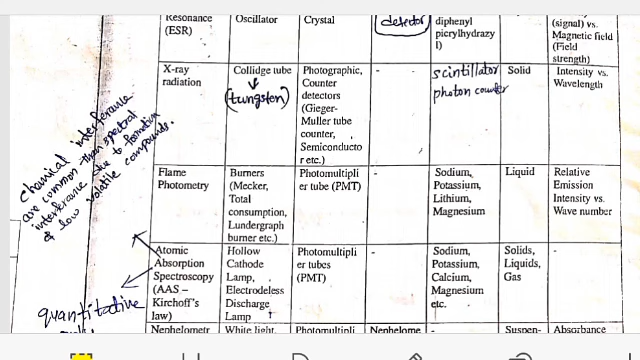 Resonance
(ESR)
Oscillator
Crystal
detector
diphenyl
picrylhydrazy
l)
(signal) vs.
Magnetic field
(Field
strength)
X-ray
radiation
Collidge tube
(tungsten)
Photographic,
Counter
detectors
(Gieger-
Muller tube
counter,
Semiconducto
r etc.)
-
scintillator
photon counter
Solid
Intensity vs.
Wavelength
chemical interference
are common than spectral
interference due to formation
of low volatile compounds.
Flame
Photometry
Burners
(Mecker,
Total
consumption,
Lundergraph
burner etc.)
Photomultipli
er tube (PMT)
-
Sodium,
Potassium,
Lithium,
Magnesium
Liquid
Relative
Emission
Intensity vs.
Wave number
Atomic
Absorption
Spectroscopy
(AAS –
Kirchoff's
law)
Hollow
Cathode
Lamp,
Electrodeless
Discharge
Lamp
Photomultipli
er tubes
(PMT)
-
Sodium,
Potassium,
Calcium,
Magnesium
etc.
Solids,
Liquids,
Gas
-
quantitative
Nephelometr
White light,
Photomultipli
Nephelome
-
Suspen-
Absorbance